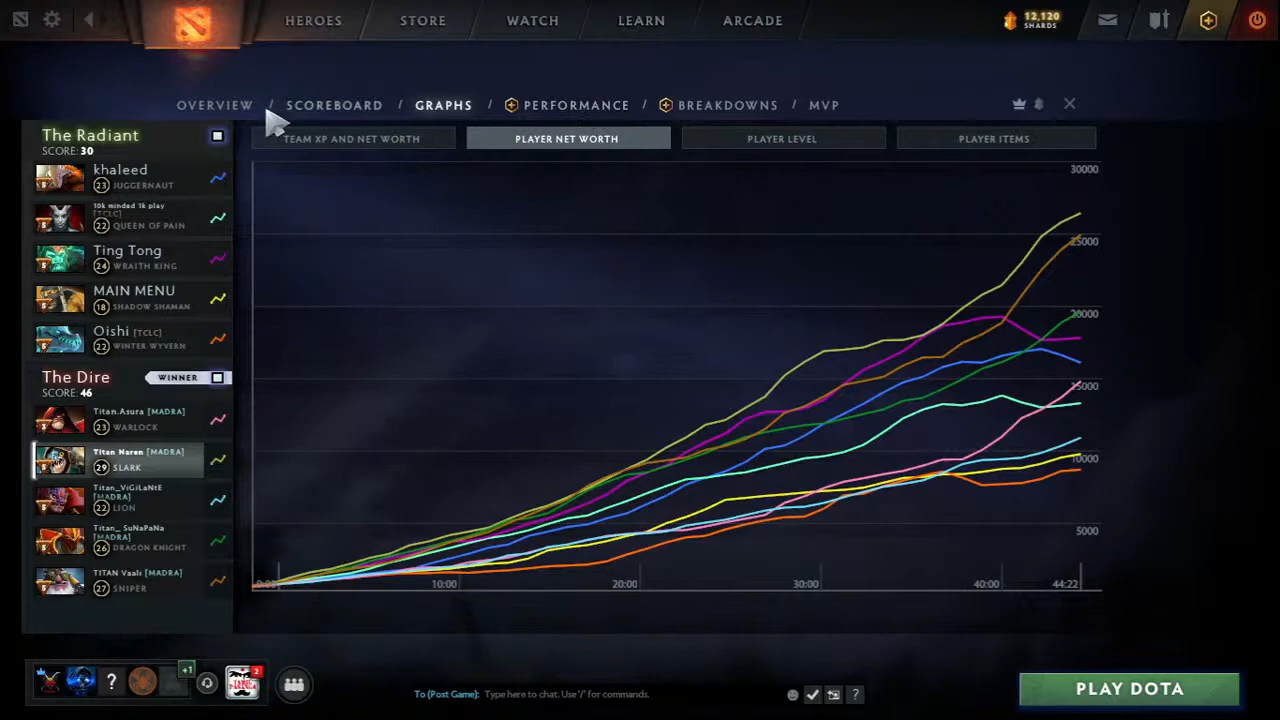 HEROES STORE WATCH LEARN ARCADE 12,120
SHARDS
OVERVIEW / SCOREBOARD / GRAPHS / PERFORMANCE / BREAKDOWNS / MVP
TEAM XP AND NET WORTH PLAYER NET WORTH PLAYER LEVEL PLAYER ITEMS
The Radiant
SCORE: 30
khaleed
23 JUGGERNAUT
10k minded 1k play
[TCLC]
22 QUEEN OF PAIN
Ting Tong
24 WRAITH KING
MAIN MENU
18 SHADOW SHAMAN
Oishi [TCLC]
22 WINTER WYVERN
The Dire WINNER
SCORE: 46
Titan.Asura [MADRA]
23 WARLOCK
Titan Naren [MADRA]
29 SLARK
Titan_ViGiLaNtE
[MADRA]
22 LION
Titan_ SuNaPaNa
[MADRA]
26 DRAGON KNIGHT
TITAN Vaali [MADRA]
27 SNIPER
30000
25000
20000
15000
10000
5000
0:00 10:00 20:00 30:00 40:00 44:22
? +1 2
To (Post Game): Type here to chat. Use '/' for commands. ?
PLAY DOTA